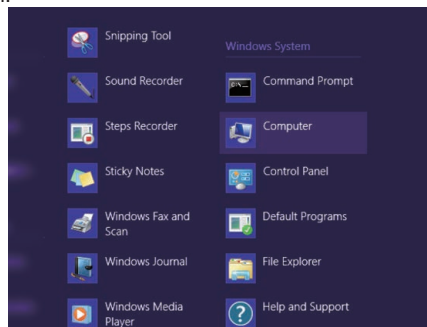 Snipping Tool
Sound Recorder
Steps Recorder
Sticky Notes
Windows Fax and
Scan
Windows Journal
Windows Media
Player
Windows System
Command Prompt
Computer
Control Panel
Default Programs
File Explorer
Help and Support